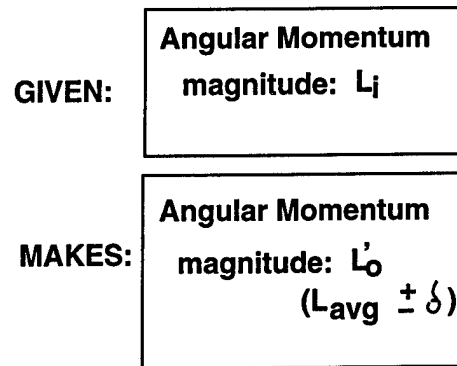 Angular Momentum
GIVEN: magnitude: Li
Angular Momentum
MAKES: magnitude: L'o
(Lavg ± δ)